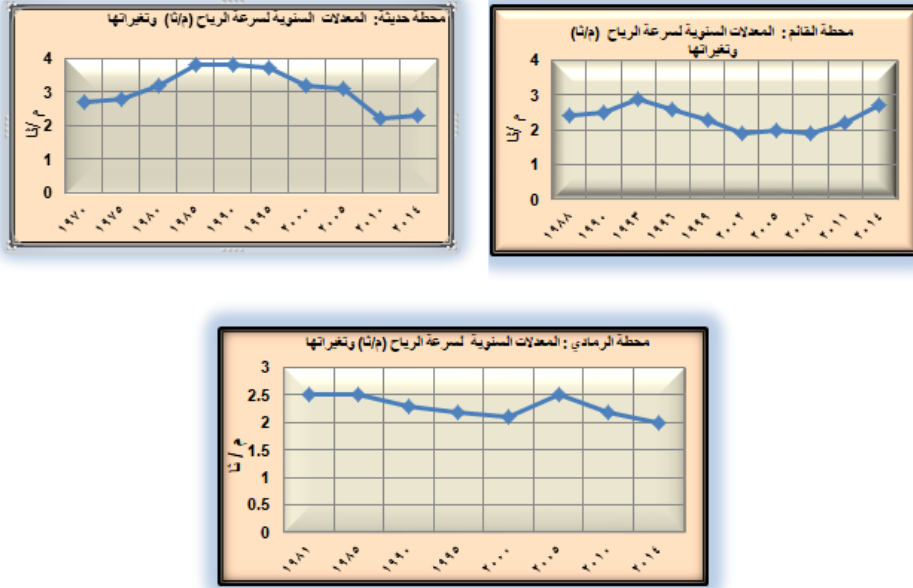 محطة حديثة: المعدلات السنوية لسرعة الرياح (م/ثا) وتغيراتها
4
3
2
1
0
م/ثا
١٩٧٠ ١٩٧٥ ١٩٨٠ ١٩٨٥ ١٩٩٠ ١٩٩٥ ٢٠٠٠ ٢٠٠٥ ٢٠١٠ ٢٠١٤
محطة القائم: المعدلات السنوية لسرعة الرياح (م/ثا)
وتغيراتها
4
3
2
1
0
م/ثا
١٩٨٨ ١٩٩٠ ١٩٩٣ ١٩٩٦ ١٩٩٩ ٢٠٠٢ ٢٠٠٥ ٢٠٠٨ ٢٠١١ ٢٠١٤
محطة الرمادي : المعدلات السنوية لسرعة الرياح (م/ثا) وتغيراتها
3
2.5
2
1.5
1
0.5
0
م / ثا
١٩٨١ ١٩٨٥ ١٩٩٠ ١٩٩٥ ٢٠٠٠ ٢٠٠٥ ٢٠١٠ ٢٠١٤